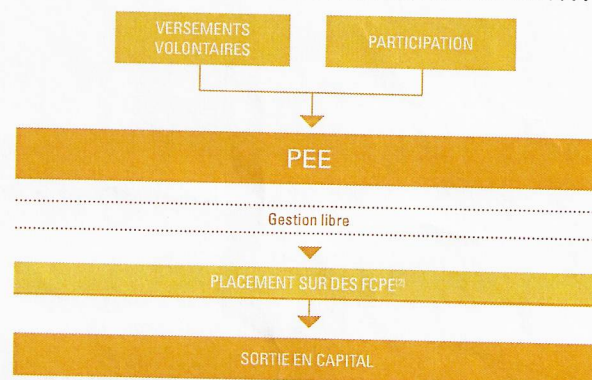 VERSEMENTS
VOLONTAIRES
PARTICIPATION
PEE
Gestion libre
PLACEMENT SUR DES FCPE
SORTIE EN CAPITAL